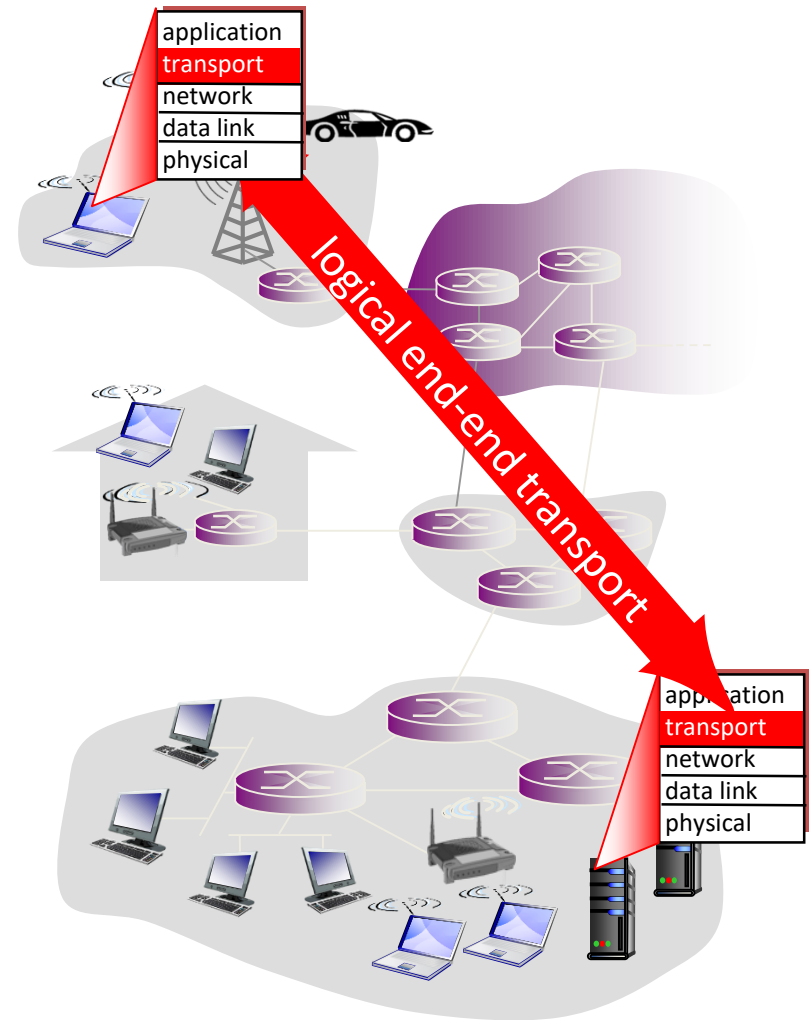 application
transport
network
data link
physical
logical end-end transport
application
transport
network
data link
physical